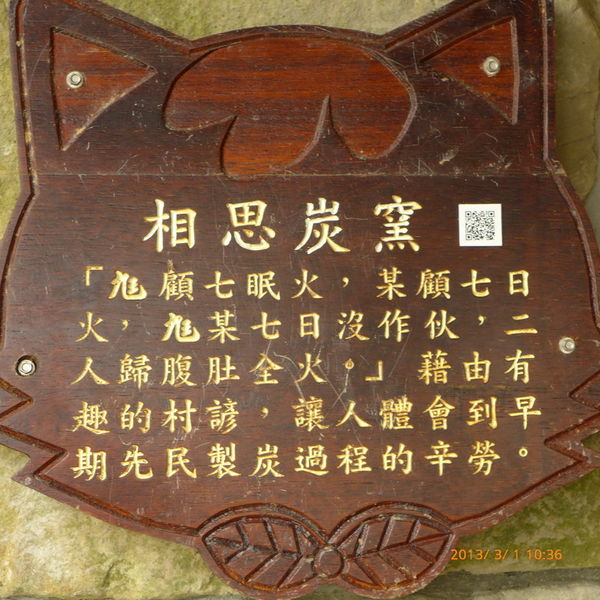 相思炭窯
「尪顧七眠火，某顧七日
火，尪某七日沒作伙，二
人歸腹肚全火。」藉由有
趣的村諺，讓人體會到早
期先民製炭過程的辛勞。
2013/ 3/ 1 10:36